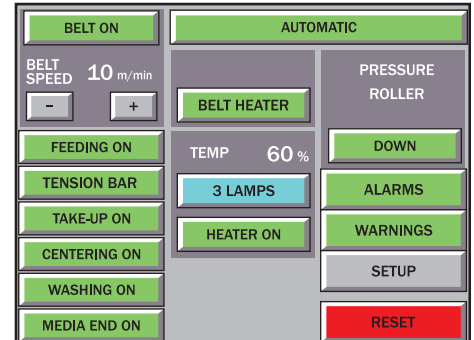 BELT ON
AUTOMATIC
BELT
SPEED 10 m/min
-
+
BELT HEATER
PRESSURE
ROLLER
DOWN
FEEDING ON
TENSION BAR
TAKE-UP ON
CENTERING ON
WASHING ON
MEDIA END ON
TEMP 60 %
3 LAMPS
HEATER ON
ALARMS
WARNINGS
SETUP
RESET